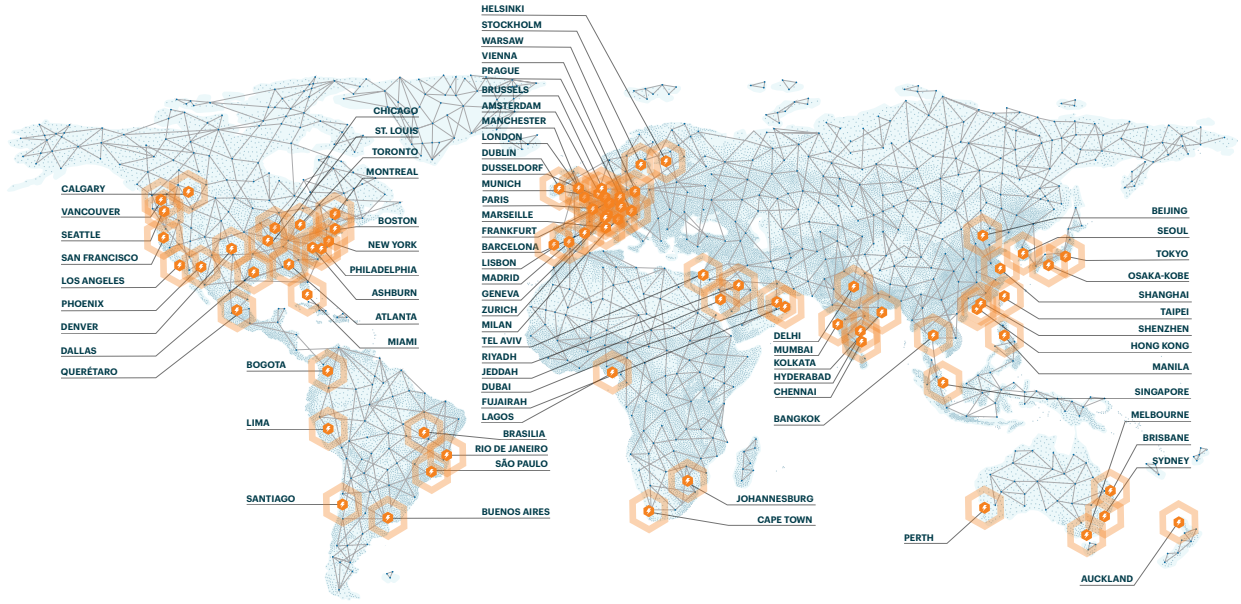 HELSINKI
STOCKHOLM
WARSAW
VIENNA
PRAGUE
BRUSSELS
AMSTERDAM
MANCHESTER
LONDON
DUBLIN
DUSSELDORF
MUNICH
PARIS
MARSEILLE
FRANKFURT
BARCELONA
LISBON
MADRID
GENEVA
ZURICH
MILAN
TEL AVIV
RIYADH
JEDDAH
DUBAI
FUJAIRAH
LAGOS
CHICAGO
ST. LOUIS
TORONTO
MONTREAL
BOSTON
NEW YORK
PHILADELPHIA
ASHBURN
ATLANTA
MIAMI
CALGARY
VANCOUVER
SEATTLE
SAN FRANCISCO
LOS ANGELES
PHOENIX
DENVER
DALLAS
QUERÉTARO
BOGOTA
LIMA
SANTIAGO
BRASILIA
RIO DE JANEIRO
SÃO PAULO
BUENOS AIRES
JOHANNESBURG
CAPE TOWN
DELHI
MUMBAI
KOLKATA
HYDERABAD
CHENNAI
BANGKOK
BEIJING
SEOUL
TOKYO
OSAKA-KOBE
SHANGHAI
TAIPEI
SHENZHEN
HONG KONG
MANILA
SINGAPORE
MELBOURNE
BRISBANE
SYDNEY
PERTH
AUCKLAND